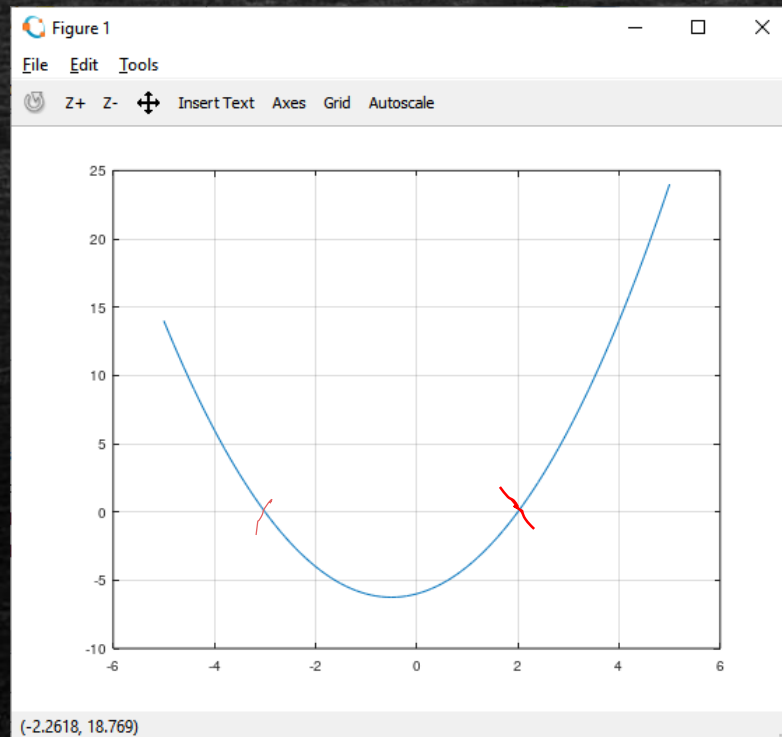 Figure 1
File Edit Tools
Z+ Z- Insert Text Axes Grid Autoscale
25
20
15
10
5
0
-5
-10
-6 -4 -2 0 2 4 6
(-2.2618, 18.769)